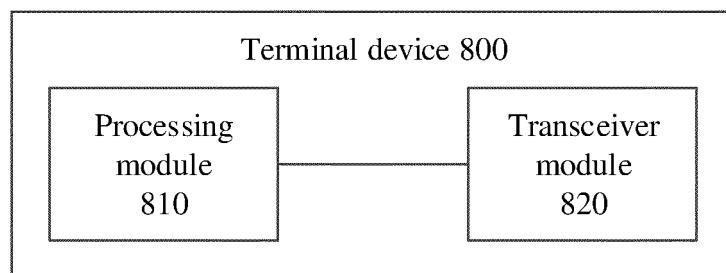 Terminal device 800
Processing
module
810
Transceiver
module
820